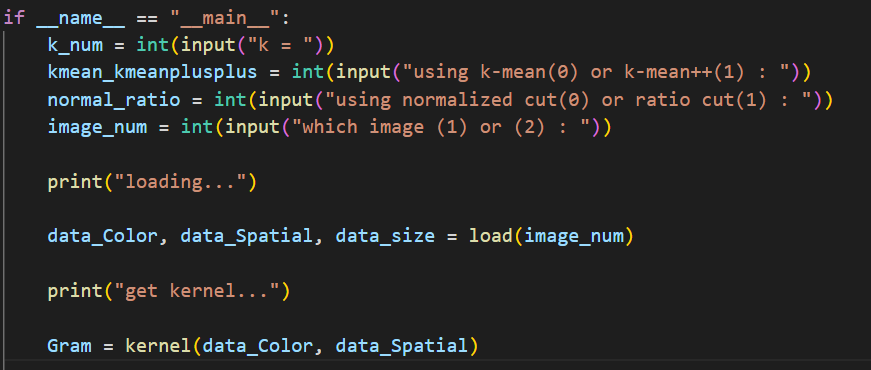 if __name__ == "__main__":
    k_num = int(input("k = "))
    kmean_kmeanplusplus = int(input("using k-mean(0) or k-mean++(1) : "))
    normal_ratio = int(input("using normalized cut(0) or ratio cut(1) : "))
    image_num = int(input("which image (1) or (2) : "))
    print("loading...")
    data_Color, data_Spatial, data_size = load(image_num)
    print("get kernel...")
    Gram = kernel(data_Color, data_Spatial)